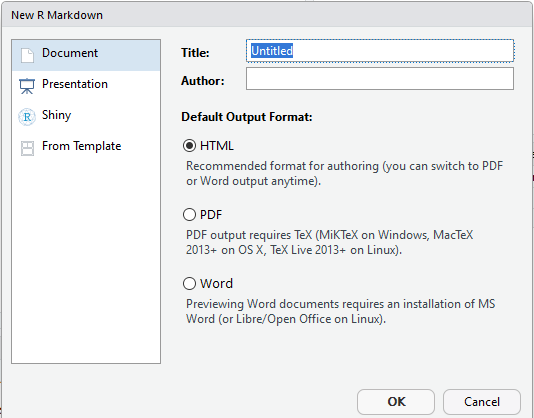 New R Markdown
Document
Presentation
Shiny
From Template
Title:
Untitled
Author:
Default Output Format:
HTML
Recommended format for authoring (you can switch to PDF
or Word output anytime).
PDF
PDF output requires TeX (MiKTeX on Windows, MacTeX
2013+ on OS X, TeX Live 2013+ on Linux).
Word
Previewing Word documents requires an installation of MS
Word (or Libre/Open Office on Linux).
OK
Cancel